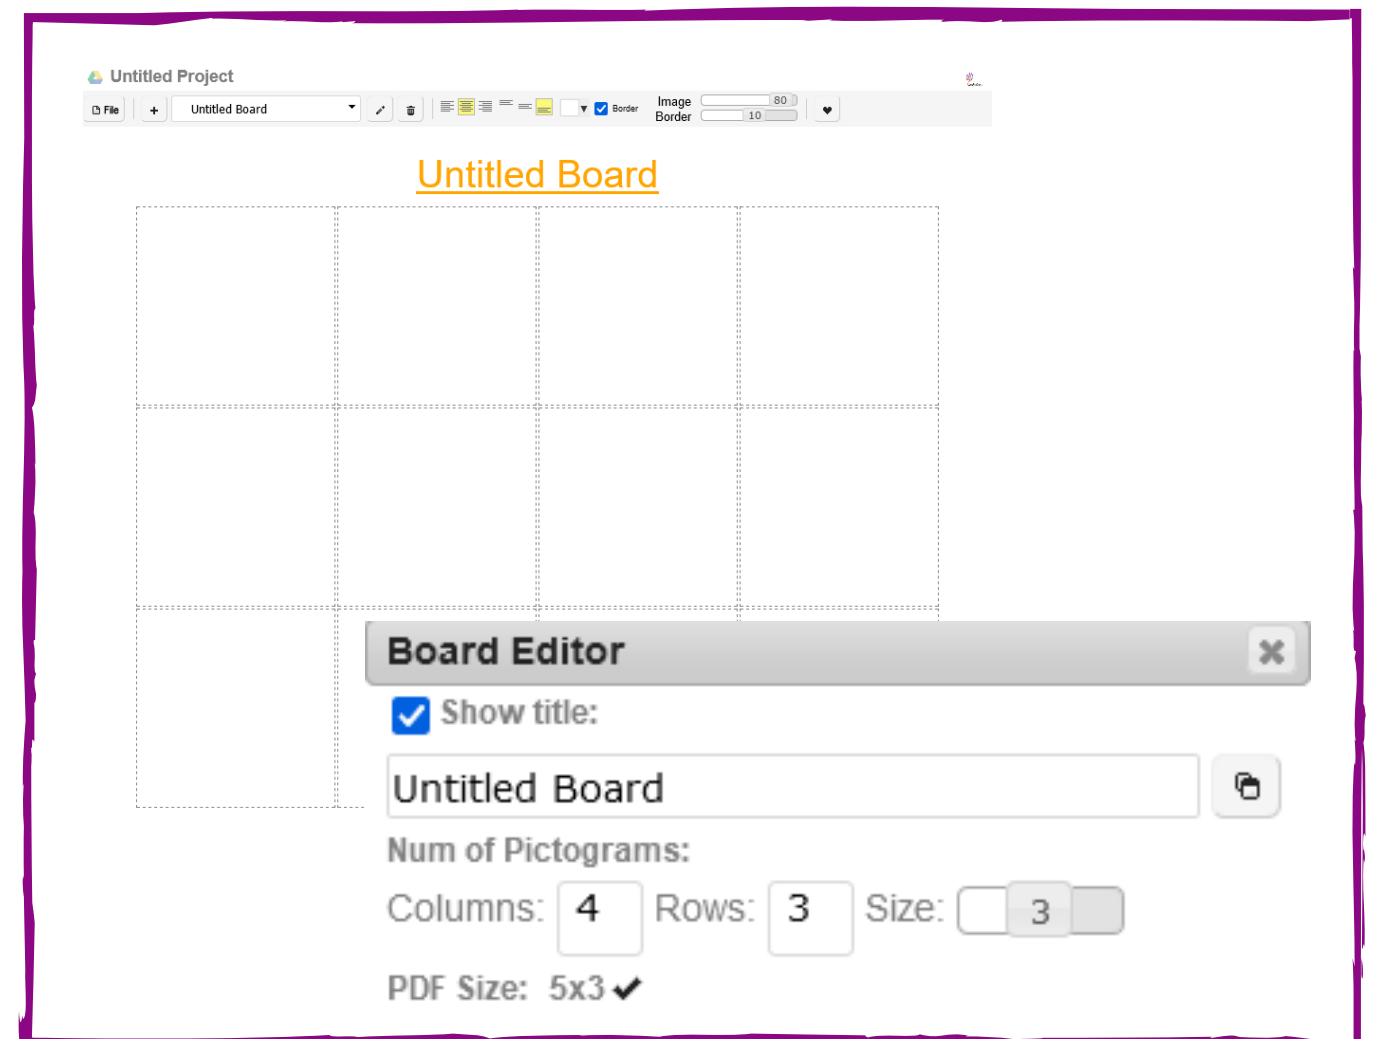 Untitled Project
File + Untitled Board Border Image 80
Border 10
Untitled Board
Board Editor
Show title:
Untitled Board
Num of Pictograms:
Columns: 4 Rows: 3 Size: 3
PDF Size: 5x3